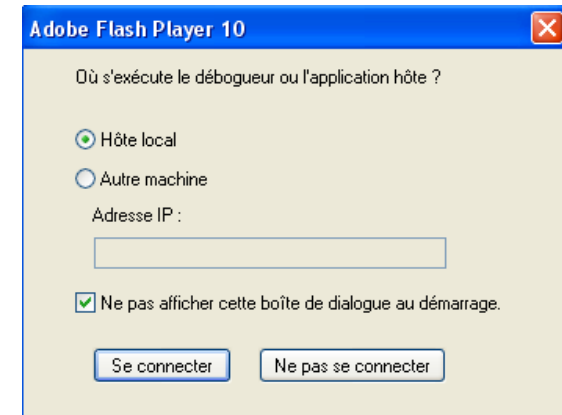 Adobe Flash Player 10
Où s'exécute le débogueur ou l'application hôte ?
Hôte local
Autre machine
Adresse IP :
Ne pas afficher cette boîte de dialogue au démarrage.
Se connecter
Ne pas se connecter